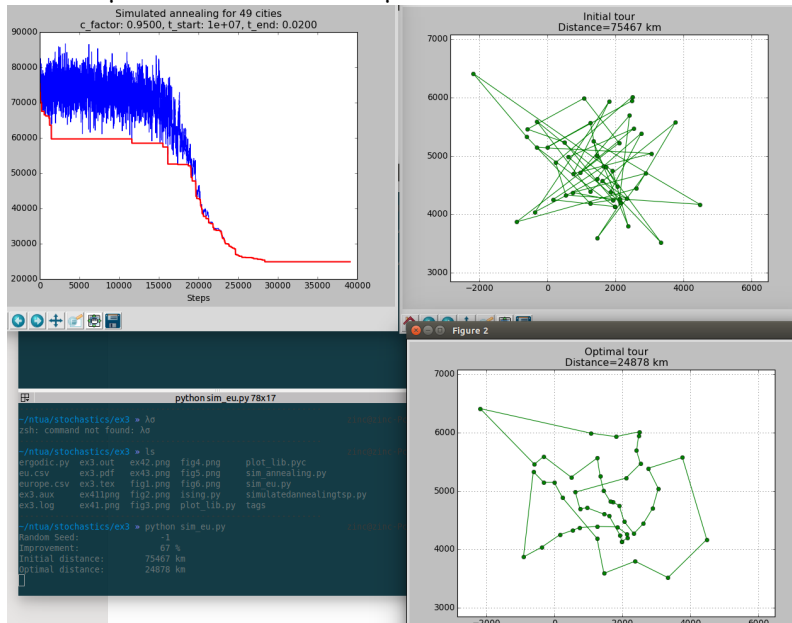 Simulated annealing for 49 cities
c_factor: 0.9500, t_start: 1e+07, t_end: 0.0200
90000
80000
70000
60000
50000
40000
30000
20000
0 5000 10000 15000 20000 25000 30000 35000 40000
Steps
Initial tour
Distance=75467 km
7000
6000
5000
4000
3000
−2000 0 2000 4000 6000
Figure 2
Optimal tour
Distance=24878 km
7000
6000
5000
4000
3000
−2000 0 2000 4000 6000
python sim_eu.py 78x17
~/ntua/stochastics/ex3 » λσ
zsh: command not found: λσ
~/ntua/stochastics/ex3 » ls
ergodic.py ex3.out ex42.png fig4.png plot_lib.pyc
eu.csv ex3.pdf ex43.png fig5.png sim_annealing.py
europe.csv ex3.tex fig1.png fig6.png sim_eu.py
ex3.aux ex411png fig2.png ising.py simulatedannealingtsp.py
ex3.log ex41.png fig3.png plot_lib.py tags
~/ntua/stochastics/ex3 » python sim_eu.py
Random Seed: -1
Improvement: 67 %
Initial distance: 75467 km
Optimal distance: 24878 km